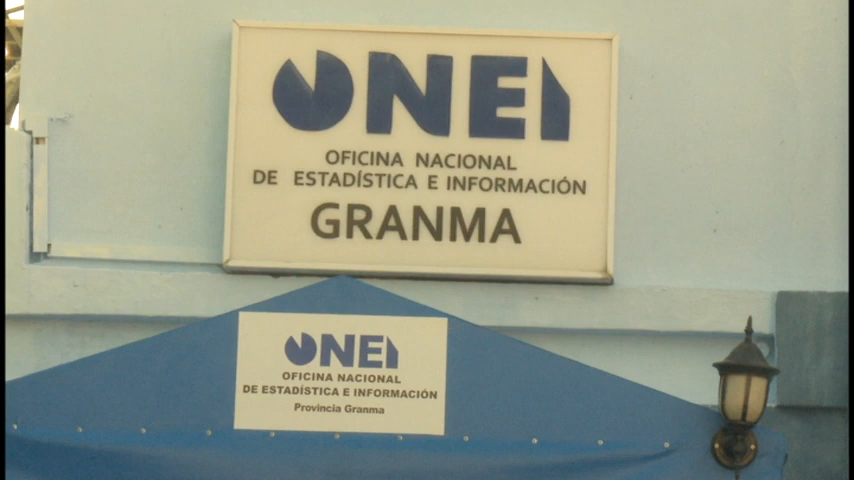 ONEI
OFICINA NACIONAL
DE ESTADÍSTICA E INFORMACIÓN
GRANMA
ONEI
OFICINA NACIONAL
DE ESTADÍSTICA E INFORMACIÓN
Provincia Granma